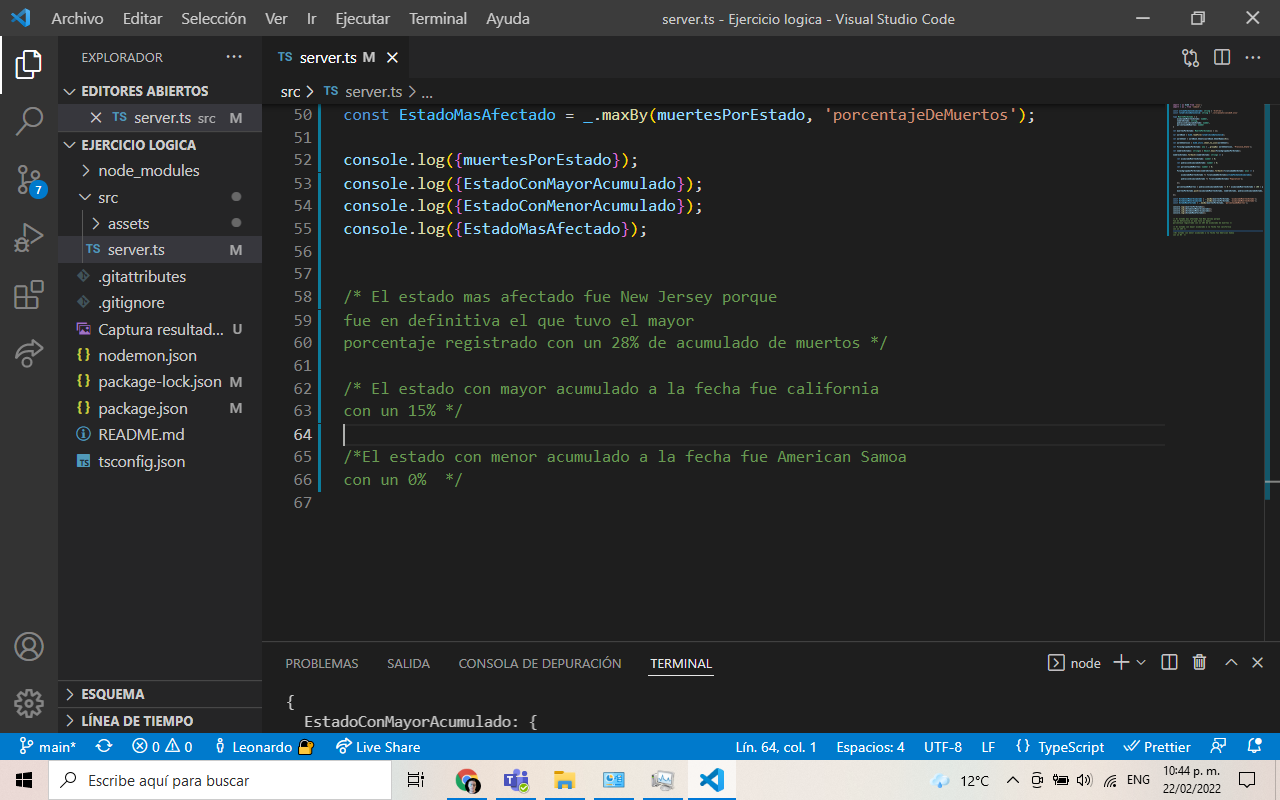 Archivo Editar Selección Ver Ir Ejecutar Terminal Ayuda server.ts - Ejercicio logica - Visual Studio Code
EXPLORADOR
EDITORES ABIERTOS
TS server.ts src M
EJERCICIO LOGICA
node_modules
src
assets
TS server.ts M
.gitattributes
.gitignore
Captura resultad... U
{} nodemon.json
{} package-lock.json M
{} package.json M
README.md
TS tsconfig.json
ESQUEMA
LÍNEA DE TIEMPO
7
TS server.ts M
src > TS server.ts > ...
50 const EstadoMasAfectado = _.maxBy(muertesPorEstado, 'porcentajeDeMuertos');
51
52 console.log({muertesPorEstado});
53 console.log({EstadoConMayorAcumulado});
54 console.log({EstadoConMenorAcumulado});
55 console.log({EstadoMasAfectado});
56
57
58 /* El estado mas afectado fue New Jersey porque
59 fue en definitiva el que tuvo el mayor
60 porcentaje registrado con un 28% de acumulado de muertos */
61
62 /* El estado con mayor acumulado a la fecha fue california
63 con un 15% */
64
65 /*El estado con menor acumulado a la fecha fue American Samoa
66 con un 0%  */
67
PROBLEMAS SALIDA CONSOLA DE DEPURACIÓN TERMINAL node
{
EstadoConMayorAcumulado: {
main* 0 0 Leonardo Live Share Lín. 64, col. 1 Espacios: 4 UTF-8 LF {} TypeScript Prettier
Escribe aquí para buscar 12°C ENG 10:44 p. m.
22/02/2022